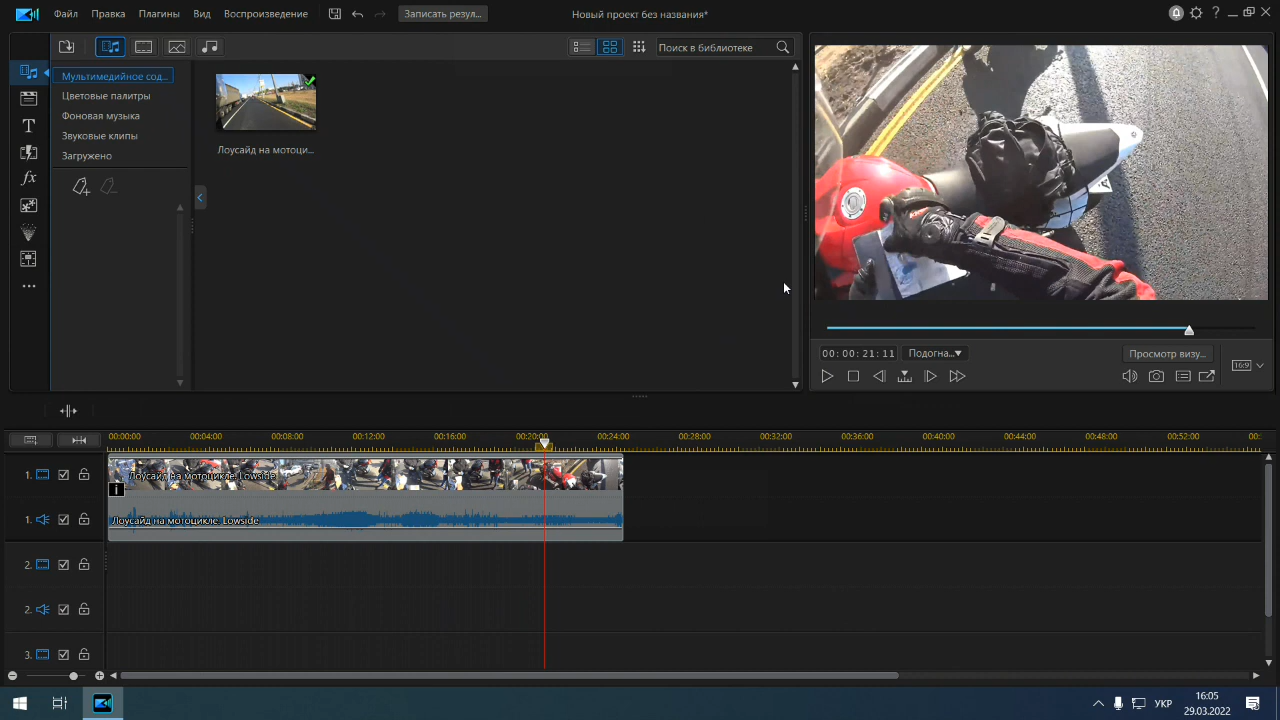 Файл Правка Плагины Вид Воспроизведение Записать резул... Новый проект без названия*
Поиск в библиотеке
Мультимедийное сод...
Цветовые палитры
Фоновая музыка
Звуковые клипы
Загружено
Лоусайд на мотоци...
00:00:21:11 Подогна... Просмотр визу...
16:9
00:00:00 00:04:00 00:08:00 00:12:00 00:16:00 00:20:00 00:24:00 00:28:00 00:32:00 00:36:00 00:40:00 00:44:00 00:48:00 00:52:00 00:
1. Лоусайд на мотоцикле. Lowside
1. Лоусайд на мотоцикле. Lowside
2.
2.
3.
УКР
16:05
29.03.2022